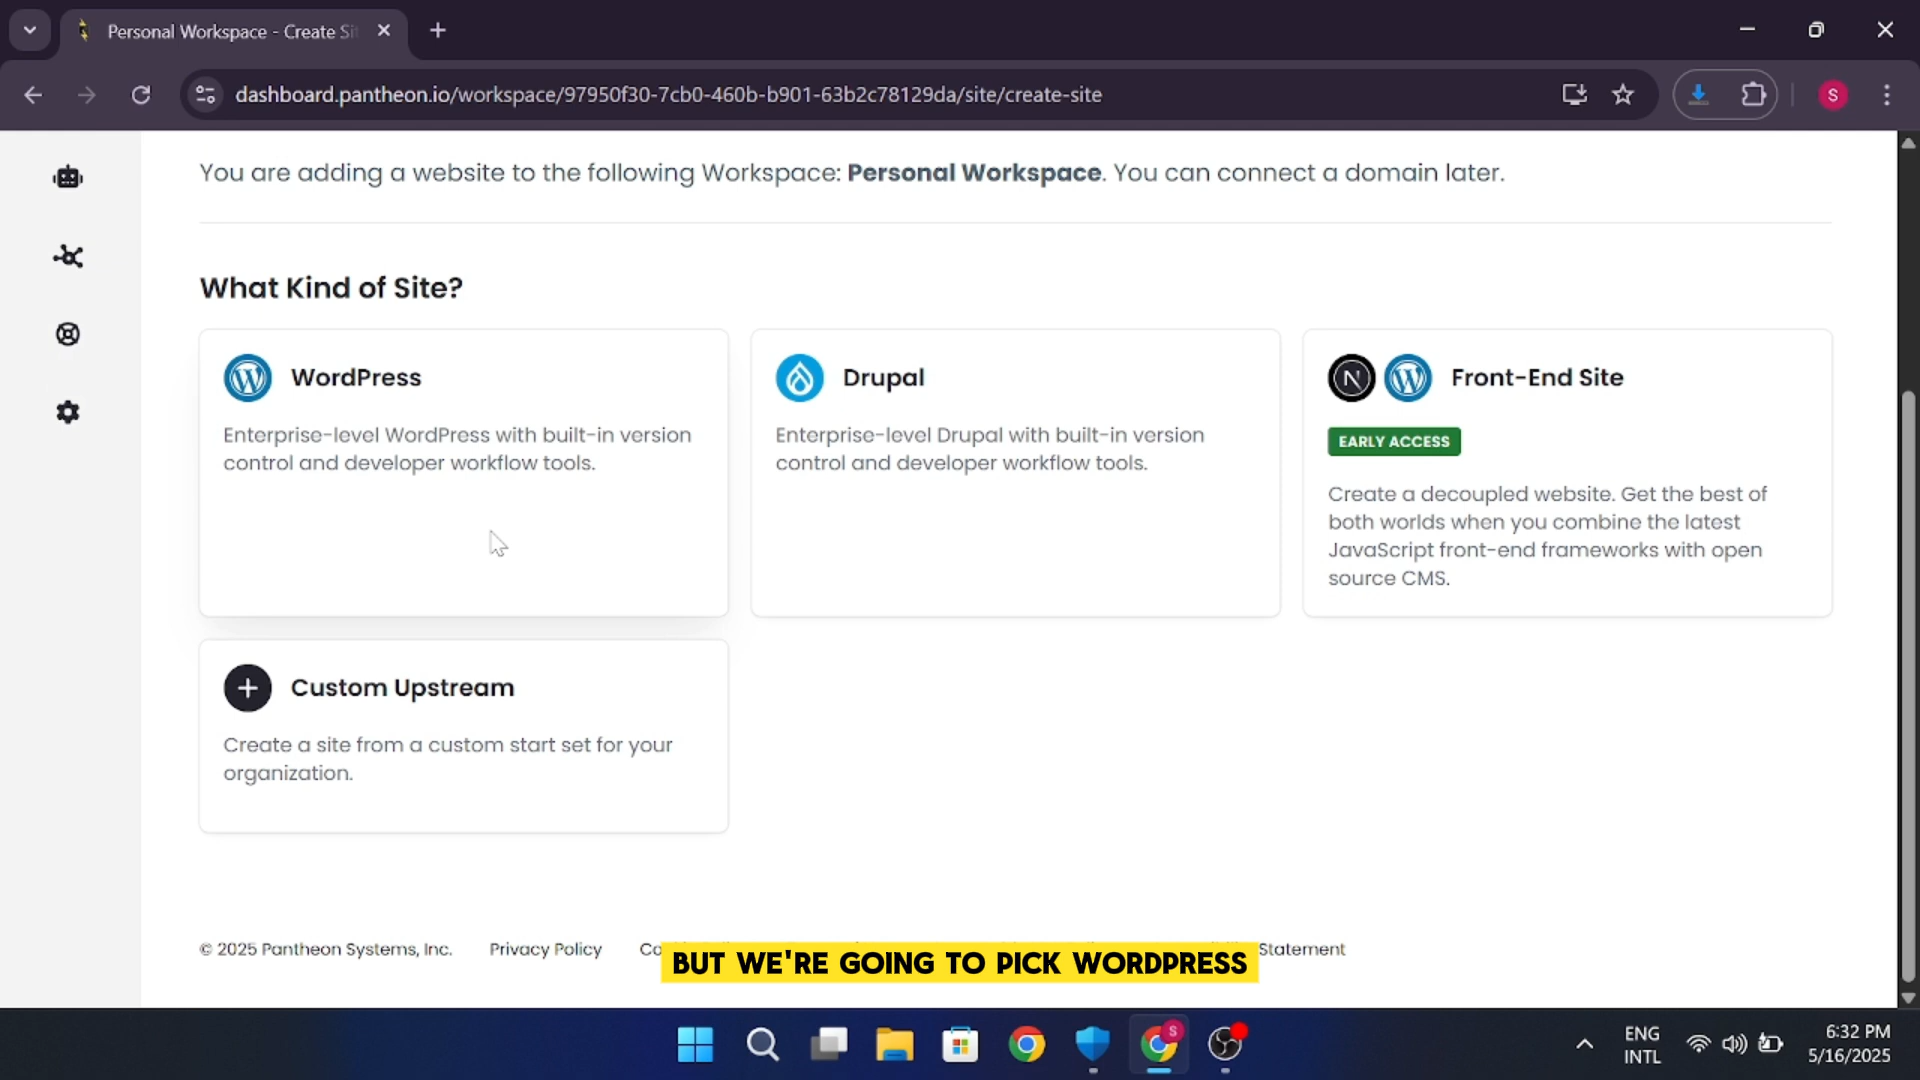 Personal Workspace - Create Si
dashboard.pantheon.io/workspace/97950f30-7cb0-460b-b901-63b2c78129da/site/create-site
S
You are adding a website to the following Workspace: Personal Workspace. You can connect a domain later.
What Kind of Site?
WordPress
Enterprise-level WordPress with built-in version
control and developer workflow tools.
Drupal
Enterprise-level Drupal with built-in version
control and developer workflow tools.
Front-End Site
EARLY ACCESS
Create a decoupled website. Get the best of
both worlds when you combine the latest
JavaScript front-end frameworks with open
source CMS.
Custom Upstream
Create a site from a custom start set for your
organization.
© 2025 Pantheon Systems, Inc. Privacy Policy Statement
BUT WE'RE GOING TO PICK WORDPRESS
S
ENG
INTL
6:32 PM
5/16/2025